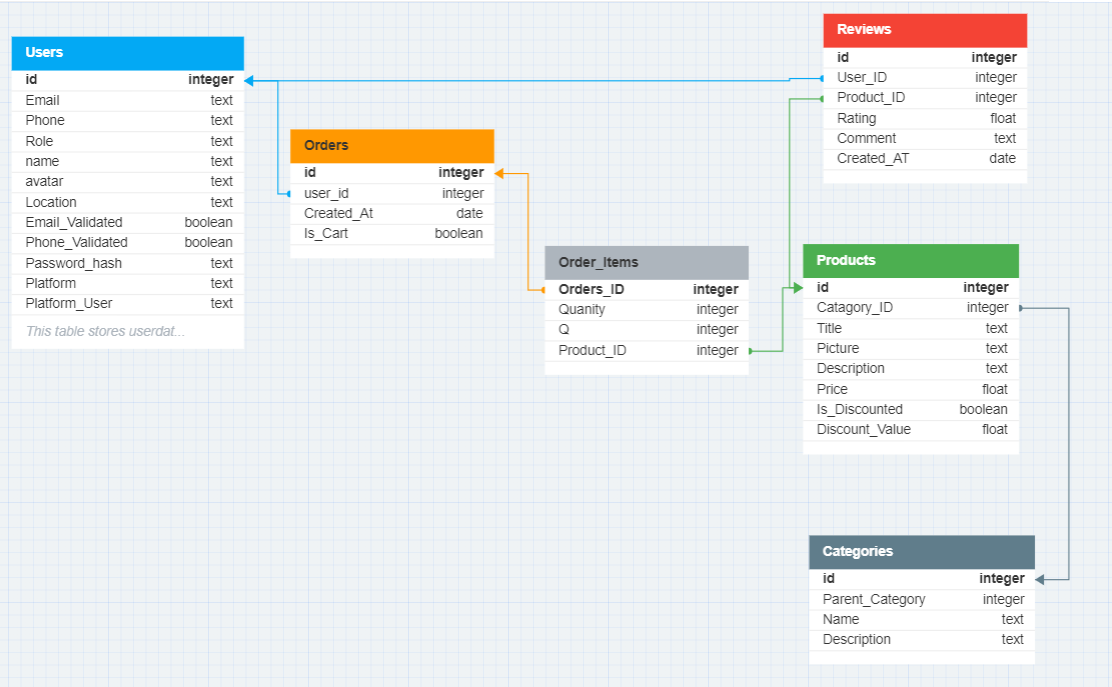 Users
id integer
Email text
Phone text
Role text
name text
avatar text
Location text
Email_Validated boolean
Phone_Validated boolean
Password_hash text
Platform text
Platform_User text
This table stores userdat...
Orders
id integer
user_id integer
Created_At date
Is_Cart boolean
Order_Items
Orders_ID integer
Quanity integer
Q integer
Product_ID integer
Reviews
id integer
User_ID integer
Product_ID integer
Rating float
Comment text
Created_AT date
Products
id integer
Catagory_ID integer
Title text
Picture text
Description text
Price float
Is_Discounted boolean
Discount_Value float
Categories
id integer
Parent_Category integer
Name text
Description text